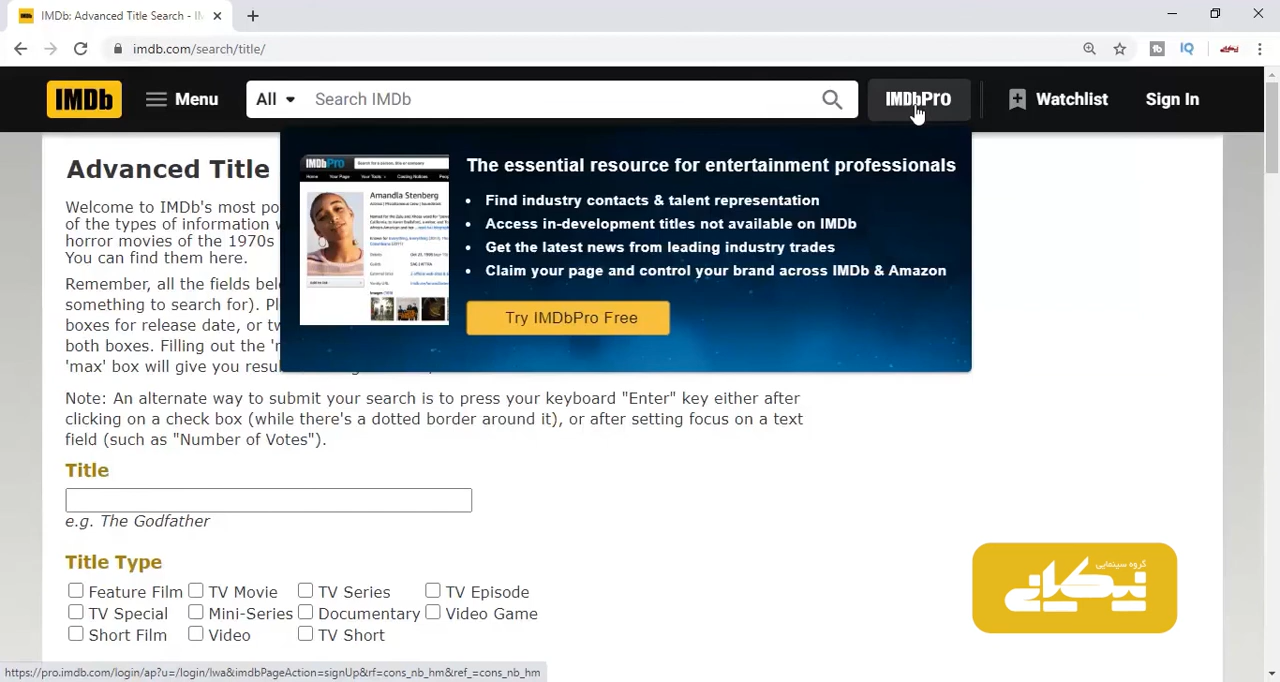 IMDb: Advanced Title Search - IM
imdb.com/search/title/
IMDb
Menu
All
Search IMDb
IMDbPro
Watchlist
Sign In
Advanced Title
Welcome to IMDb's most po
of the types of information w
horror movies of the 1970s
You can find them here.
Remember, all the fields bel
something to search for). Pl
boxes for release date, or tw
both boxes. Filling out the 'r
'max' box will give you resu
IMDbPro
Amandla Stenberg
The essential resource for entertainment professionals
Find industry contacts & talent representation
Access in-development titles not available on IMDb
Get the latest news from leading industry trades
Claim your page and control your brand across IMDb & Amazon
Try IMDbPro Free
Note: An alternate way to submit your search is to press your keyboard "Enter" key either after
clicking on a check box (while there's a dotted border around it), or after setting focus on a text
field (such as "Number of Votes").
Title
e.g. The Godfather
Title Type
Feature Film TV Movie TV Series TV Episode
TV Special Mini-Series Documentary Video Game
Short Film Video TV Short
گروه سینمایی
https://pro.imdb.com/login/ap?u=/login/lwa&imdbPageAction=signUp&rf=cons_nb_hm&ref_=cons_nb_hm